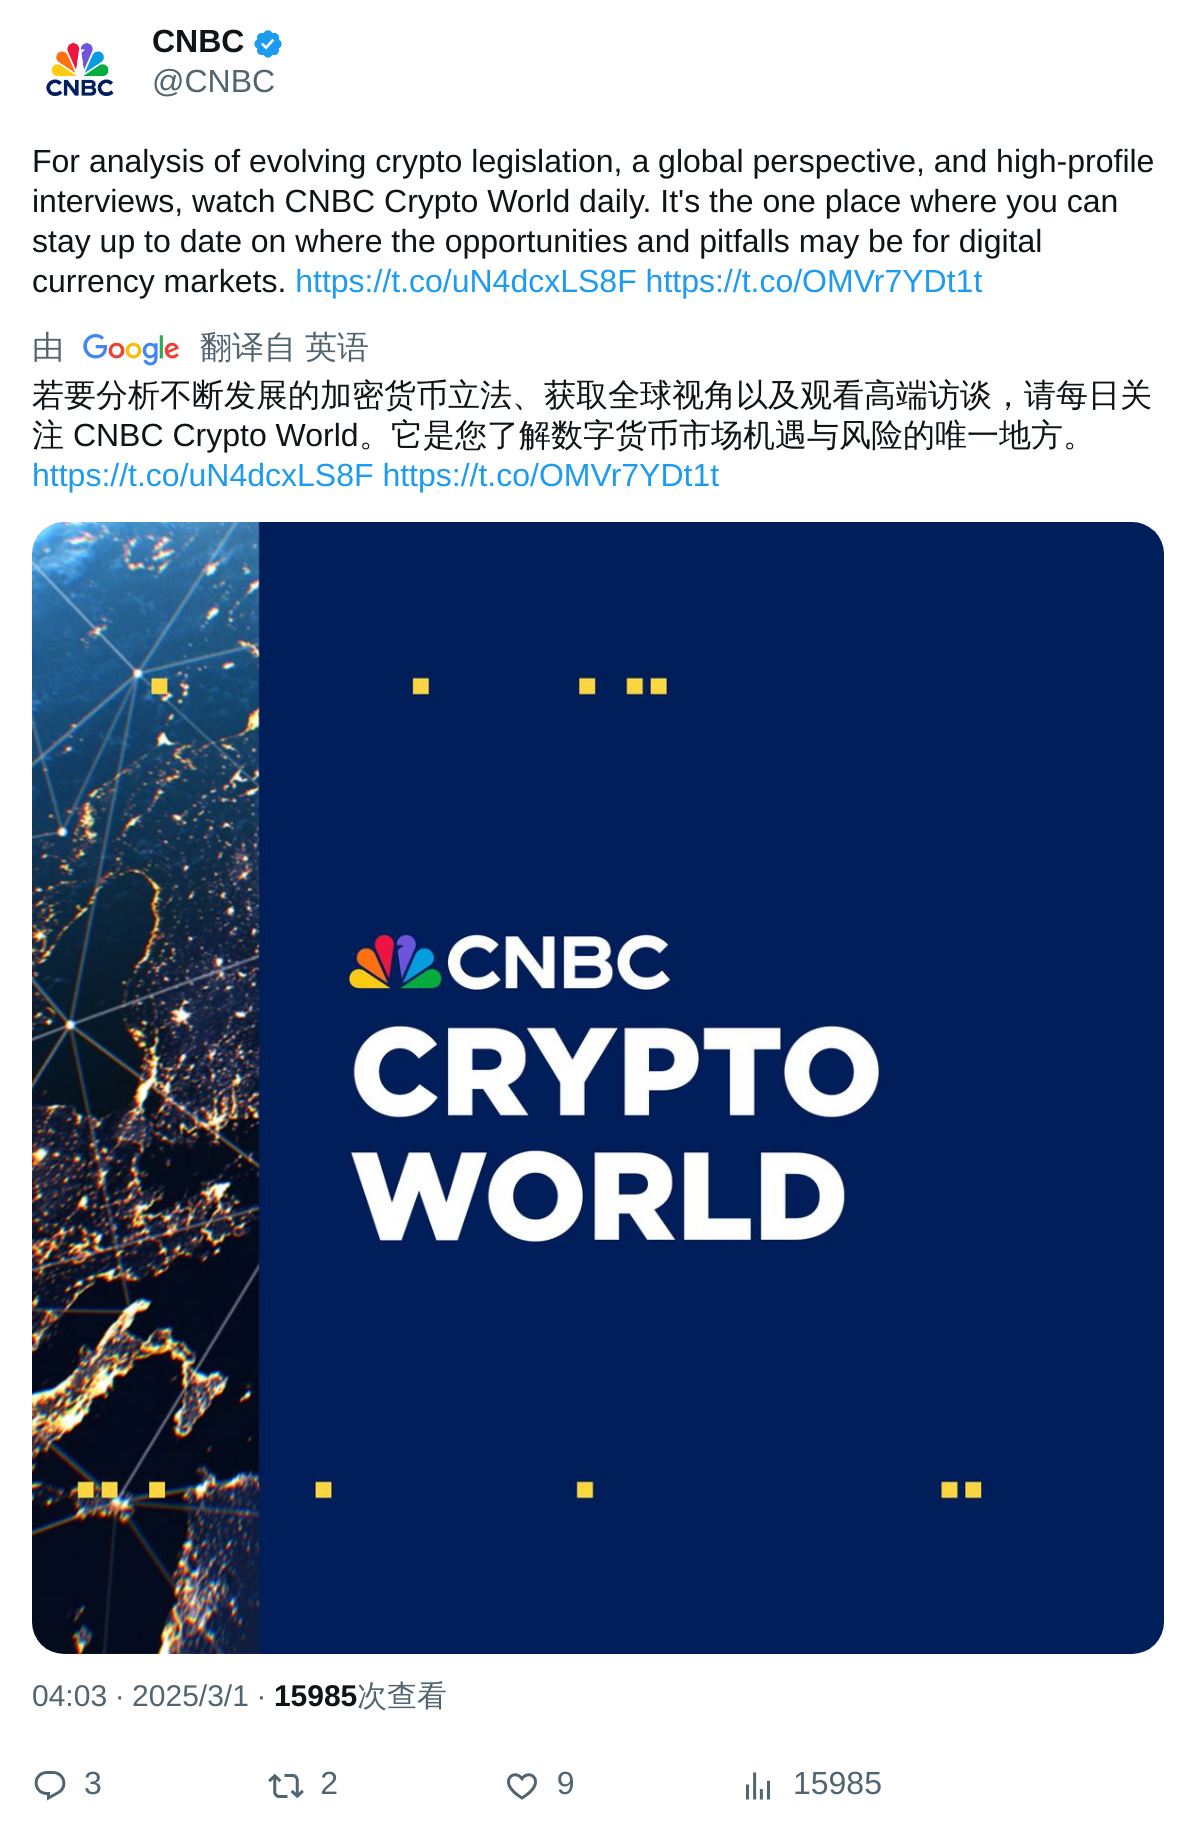 CNBC
@CNBC
CNBC
For analysis of evolving crypto legislation, a global perspective, and high-profile
interviews, watch CNBC Crypto World daily. It's the one place where you can
stay up to date on where the opportunities and pitfalls may be for digital
currency markets. https://t.co/uN4dcxLS8F https://t.co/OMVr7YDt1t
由 Google 翻译自 英语
若要分析不断发展的加密货币立法、获取全球视角以及观看高端访谈，请每日关
注 CNBC Crypto World。它是您了解数字货币市场机遇与风险的唯一地方。
https://t.co/uN4dcxLS8F https://t.co/OMVr7YDt1t
CNBC
CRYPTO
WORLD
04:03 · 2025/3/1 · 15985次查看
3 2 9 15985